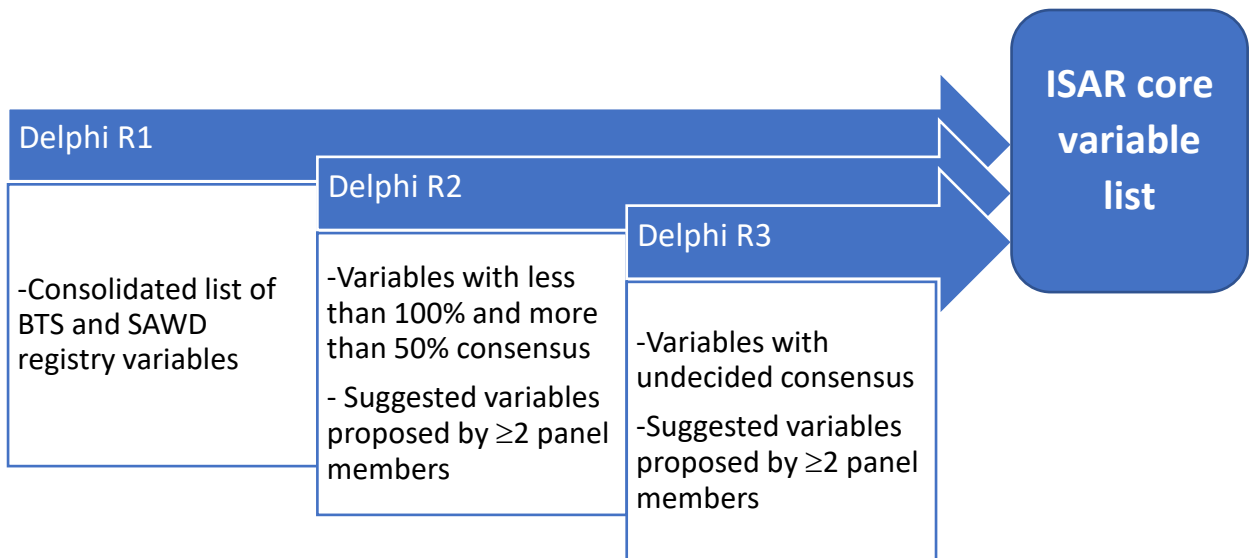 Delphi R1
-Consolidated list of
BTS and SAWD
registry variables
Delphi R2
-Variables with less
than 100% and more
than 50% consensus
- Suggested variables
proposed by ≥2 panel
members
Delphi R3
-Variables with
undecided consensus
-Suggested variables
proposed by ≥2 panel
members
ISAR core
variable
list